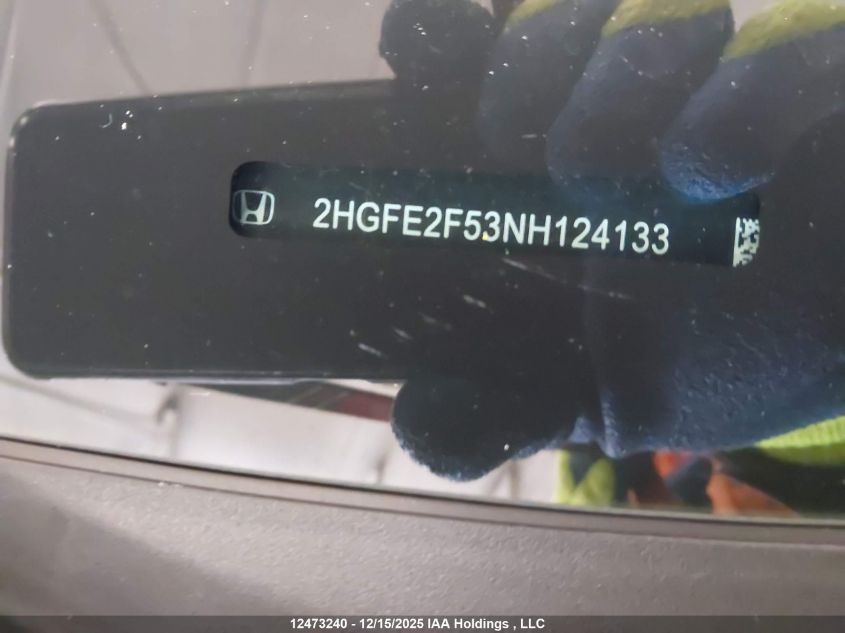 2HGFE2F53NH124133
12473240 - 12/15/2025 IAA Holdings , LLC